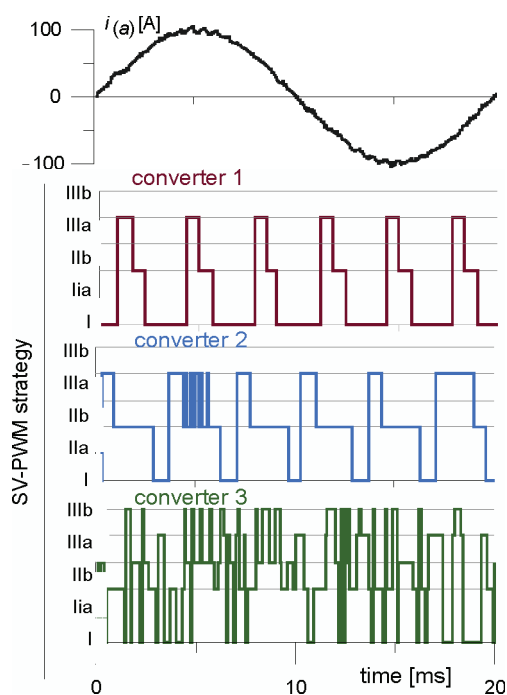 i(a) [A]
100
0
-100
SV-PWM strategy
converter 1
IIIb
IIIa
IIb
Iia
I
converter 2
IIIb
IIIa
IIb
IIa
I
converter 3
IIIb
IIIa
IIb
Iia
I
time [ms]
0 10 20